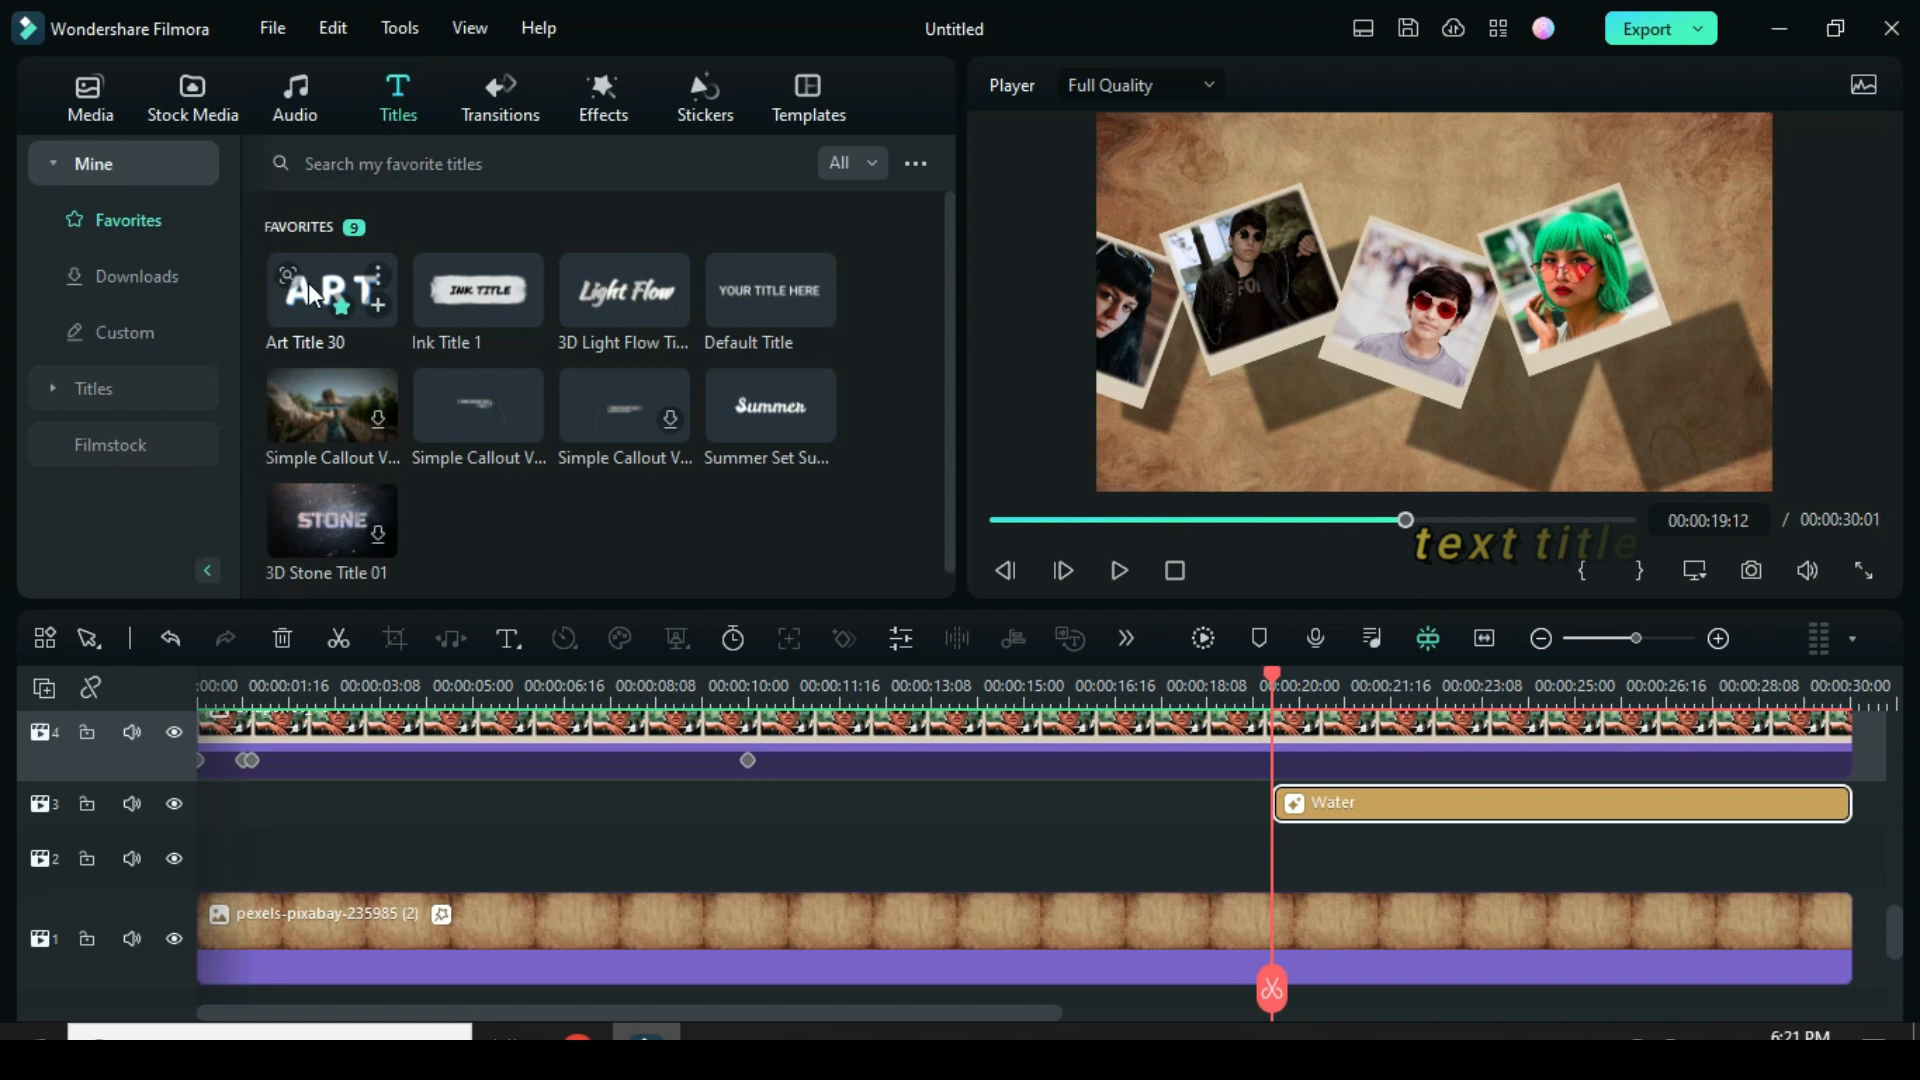 Wondershare Filmora File Edit Tools View Help Untitled Export
Media Stock Media Audio Titles Transitions Effects Stickers Templates
Player Full Quality
Mine
Search my favorite titles All
Favorites
Downloads
Custom
Titles
Filmstock
FAVORITES 9
ART INK TITLE Light Flow YOUR TITLE HERE
Art Title 30 Ink Title 1 3D Light Flow Ti... Default Title
Summer
Simple Callout V... Simple Callout V... Simple Callout V... Summer Set Su...
STONE
3D Stone Title 01
00:00:19:12 / 00:00:30:01
text title
:00:00 00:00:01:16 00:00:03:08 00:00:05:00 00:00:06:16 00:00:08:08 00:00:10:00 00:00:11:16 00:00:13:08 00:00:15:00 00:00:16:16 00:00:18:08 00:00:20:00 00:00:21:16 00:00:23:08 00:00:25:00 00:00:26:16 00:00:28:08 00:00:30:00
4
3 Water
2
pexels-pixabay-235985 (2)
1
6:21 PM